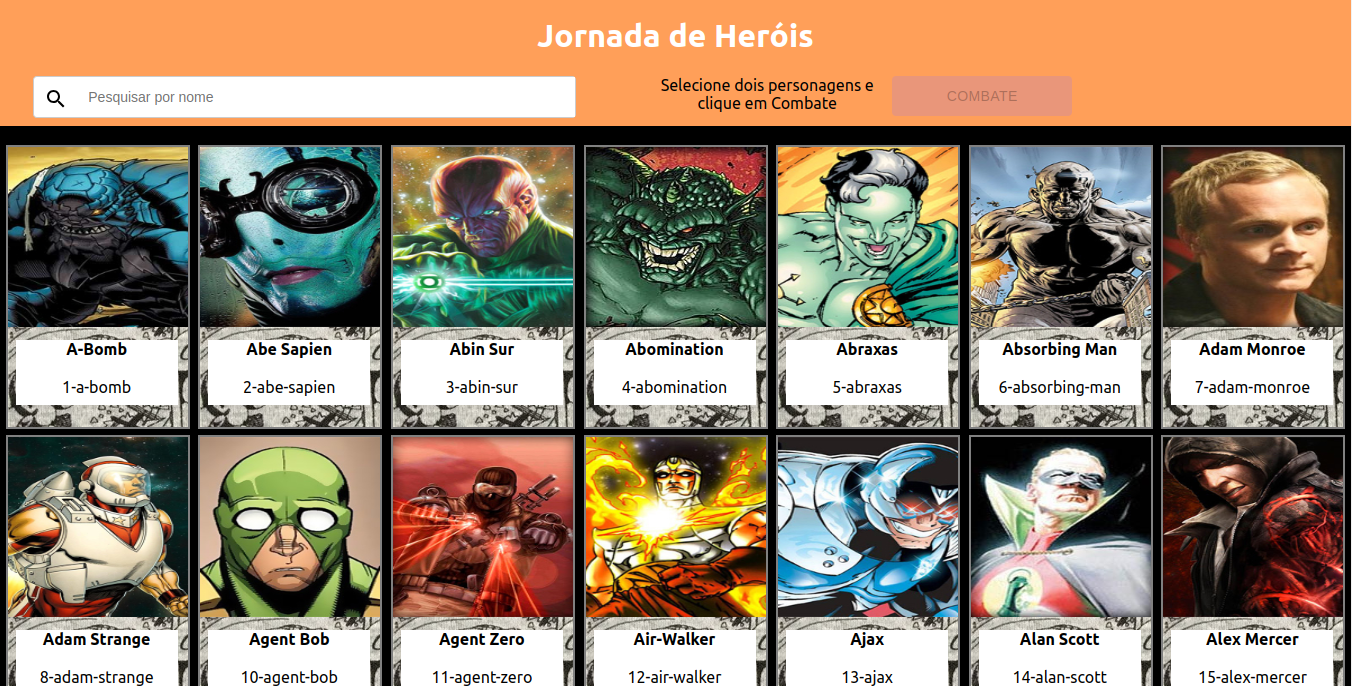 Jornada de Heróis
Pesquisar por nome
Selecione dois personagens e
clique em Combate
COMBATE
A-Bomb
1-a-bomb
Abe Sapien
2-abe-sapien
Abin Sur
3-abin-sur
Abomination
4-abomination
Abraxas
5-abraxas
Absorbing Man
6-absorbing-man
Adam Monroe
7-adam-monroe
Adam Strange
8-adam-strange
Agent Bob
10-agent-bob
Agent Zero
11-agent-zero
Air-Walker
12-air-walker
Ajax
13-ajax
Alan Scott
14-alan-scott
Alex Mercer
15-alex-mercer